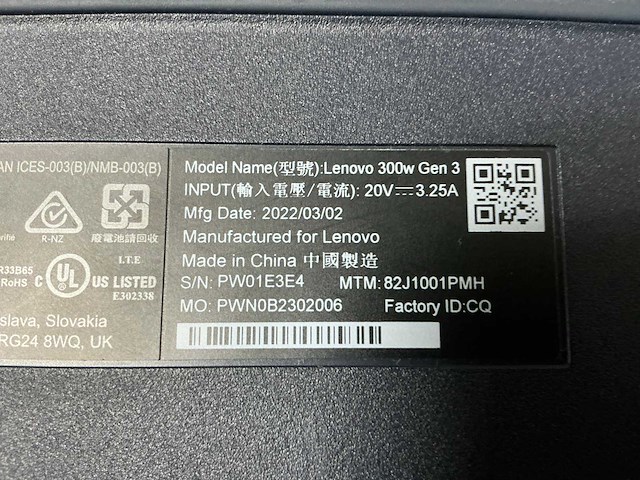 AN ICES-003(B)/NMB-003(B)
R-NZ
廢電池請回收
R33B65
RoHS
I.T.E
C UL US LISTED
E302338
slava, Slovakia
RG24 8WQ, UK
Model Name(型號):Lenovo 300w Gen 3
INPUT(輸入電壓/電流): 20V⎓3.25A
Mfg Date: 2022/03/02
Manufactured for Lenovo
Made in China 中國製造
S/N: PW01E3E4 MTM: 82J1001PMH
MO: PWN0B2302006 Factory ID:CQ